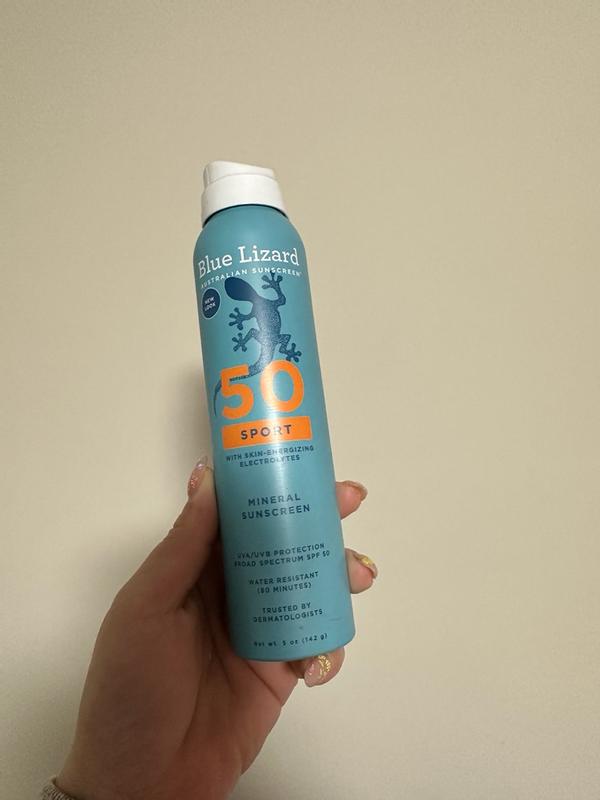 Blue Lizard
AUSTRALIAN SUNSCREEN®
NEW
LOOK
50
SPORT
WITH SKIN-ENERGIZING
ELECTROLYTES
MINERAL
SUNSCREEN
UVA/UVB PROTECTION
BROAD SPECTRUM SPF 50
WATER RESISTANT
(80 MINUTES)
TRUSTED BY
DERMATOLOGISTS
Net wt. 5 oz (142 g)